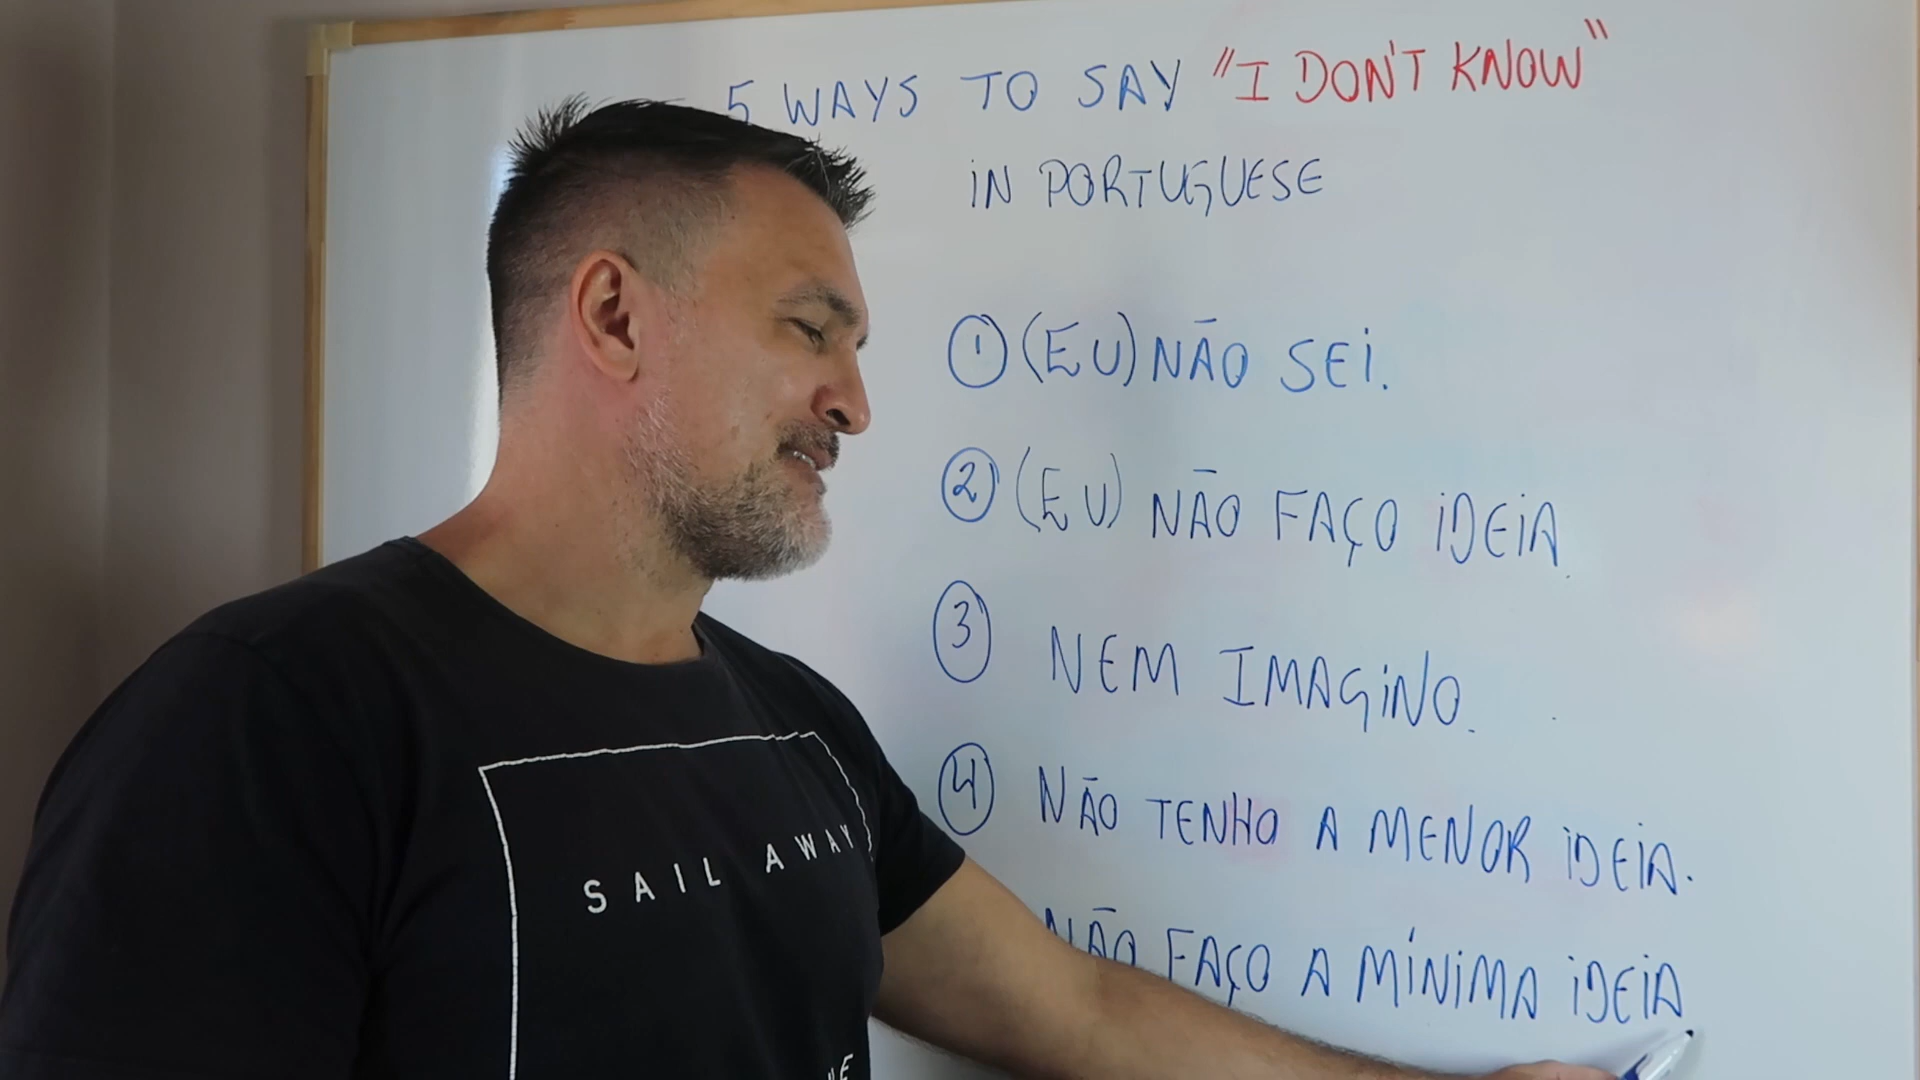 5 WAYS TO SAY "I DON'T KNOW"
IN PORTUGUESE
1 (EU) NÃO SEI.
2 (EU) NÃO FAÇO IDEIA.
3 NEM IMAGINO.
4 NÃO TENHO A MENOR IDEIA.
NÃO FAÇO A MÍNIMA IDEIA
SAIL AWAY